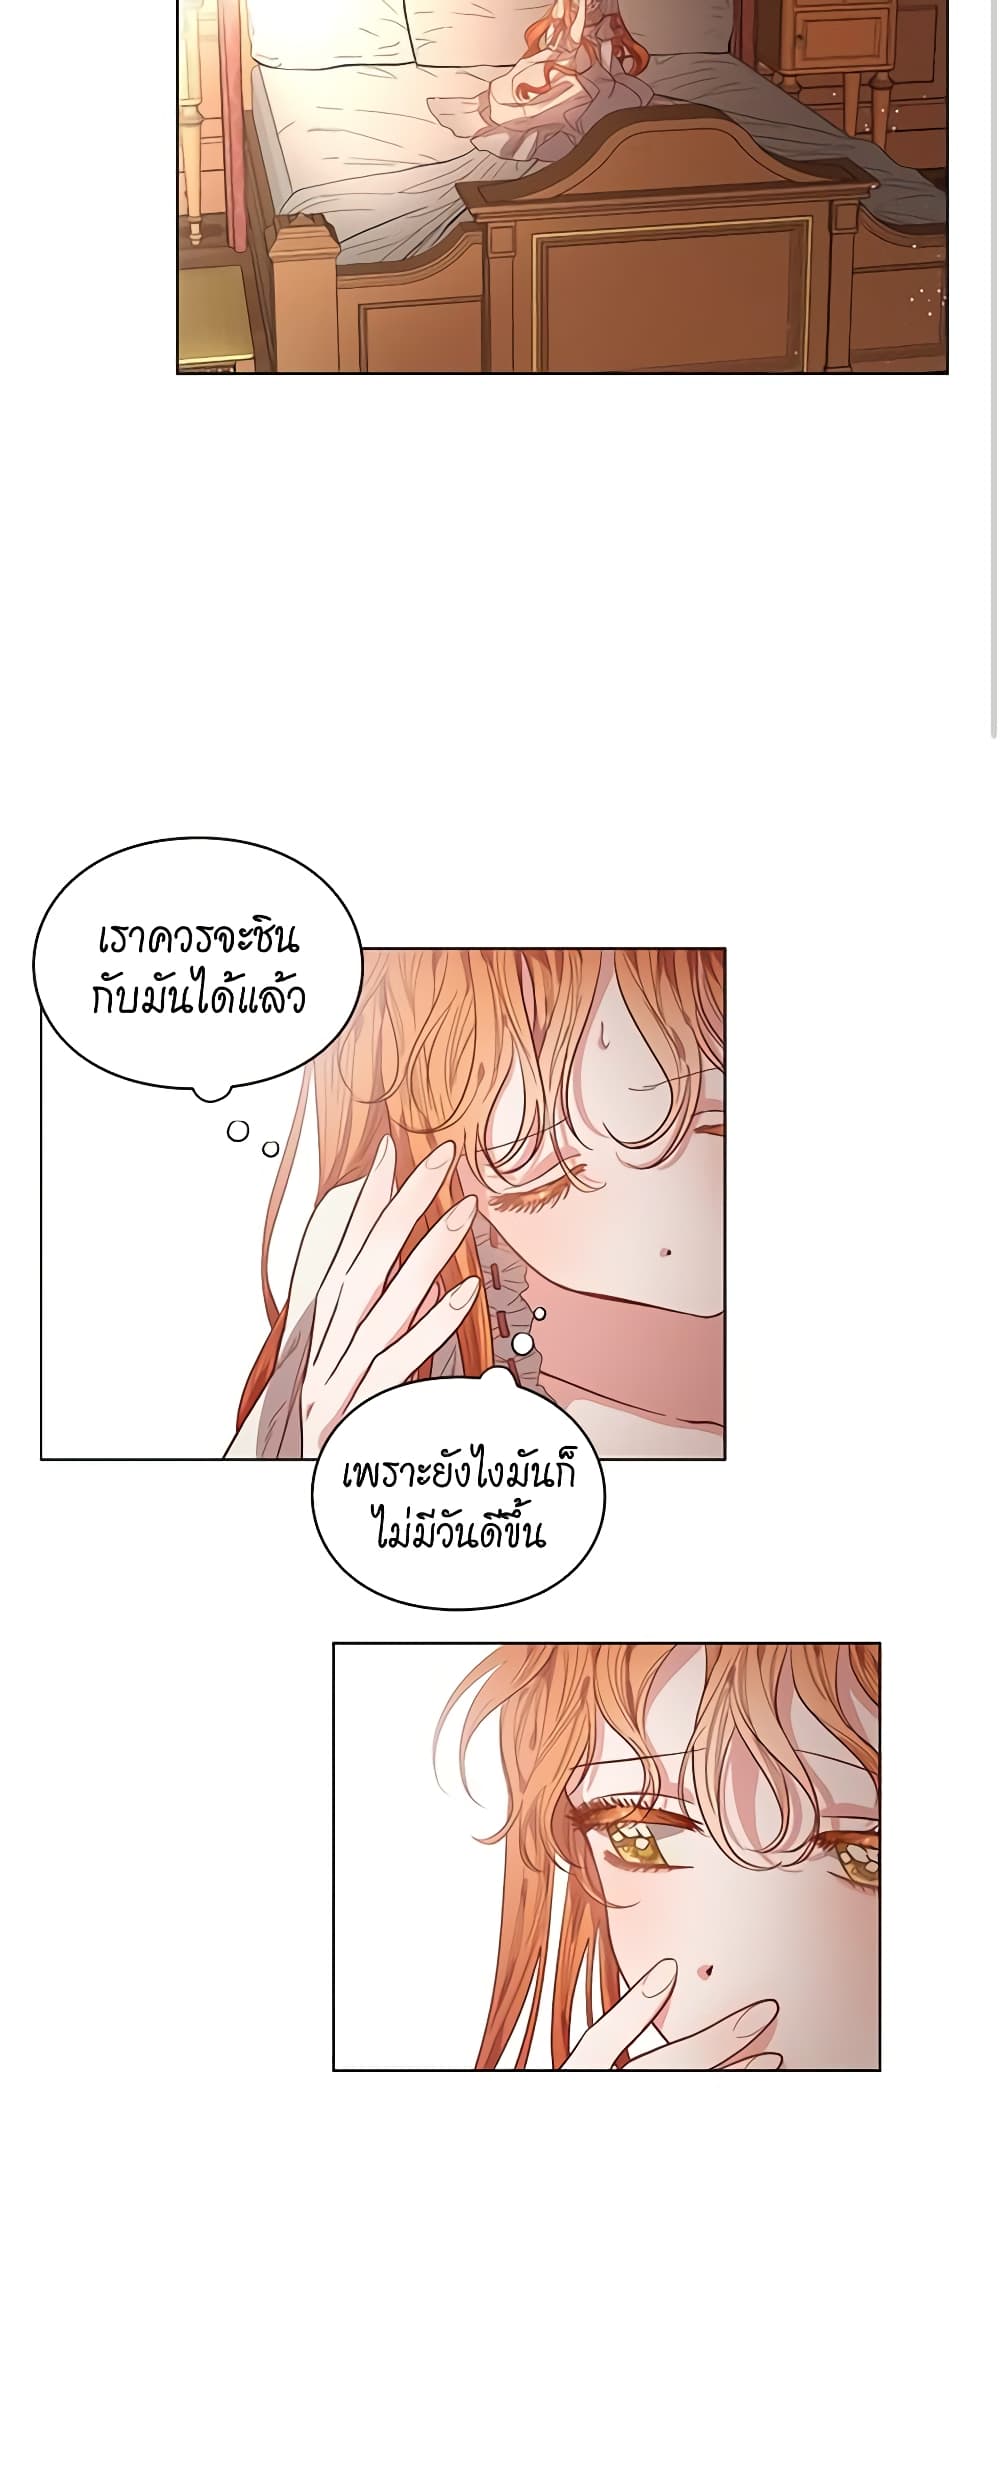 เราควรจะชิน
กับมันได้แล้ว
เพราะยังไงมันก็
ไม่มีวันดีขึ้น